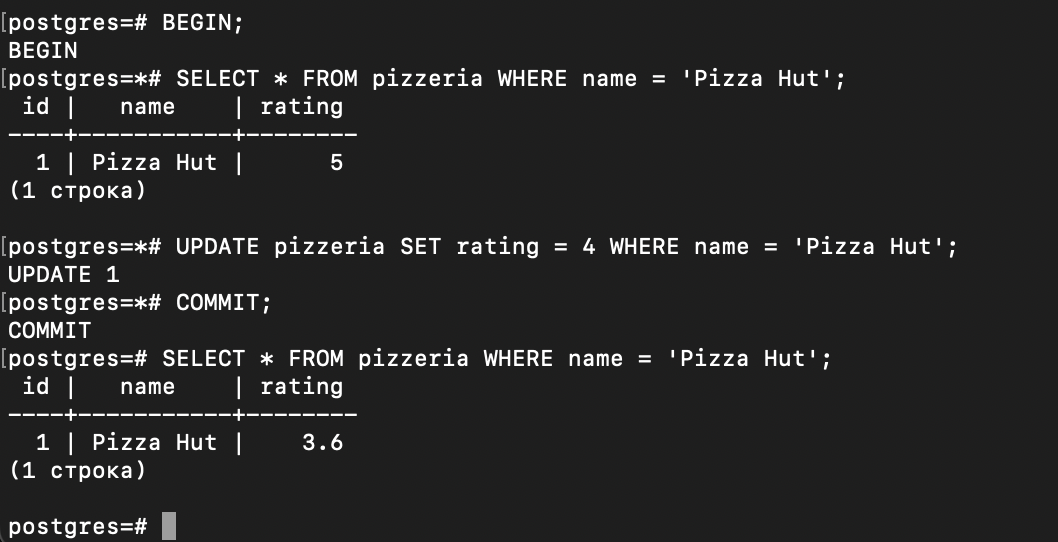 [postgres=# BEGIN;
BEGIN
[postgres=*# SELECT * FROM pizzeria WHERE name = 'Pizza Hut';
 id |   name    | rating
----+-----------+--------
  1 | Pizza Hut |      5
(1 строка)

[postgres=*# UPDATE pizzeria SET rating = 4 WHERE name = 'Pizza Hut';
UPDATE 1
[postgres=*# COMMIT;
COMMIT
[postgres=# SELECT * FROM pizzeria WHERE name = 'Pizza Hut';
 id |   name    | rating
----+-----------+--------
  1 | Pizza Hut |    3.6
(1 строка)

postgres=#